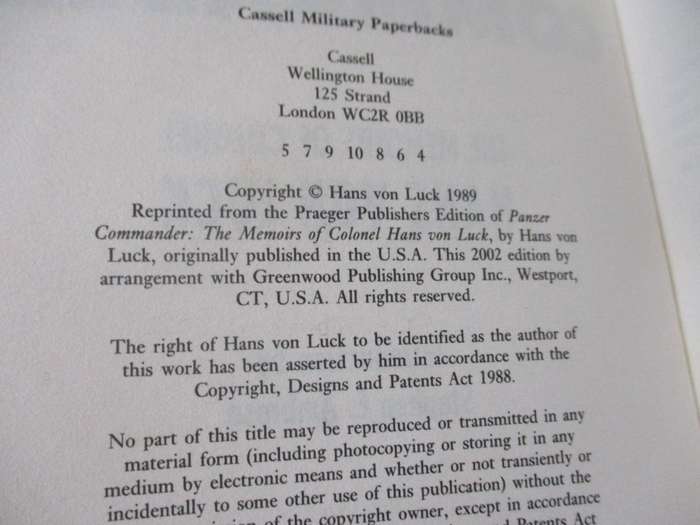 Cassell Military Paperbacks
Cassell
Wellington House
125 Strand
London WC2R 0BB
5 7 9 10 8 6 4
Copyright © Hans von Luck 1989
Reprinted from the Praeger Publishers Edition of Panzer
Commander: The Memoirs of Colonel Hans von Luck, by Hans von
Luck, originally published in the U.S.A. This 2002 edition by
arrangement with Greenwood Publishing Group Inc., Westport,
CT, U.S.A. All rights reserved.
The right of Hans von Luck to be identified as the author of
this work has been asserted by him in accordance with the
Copyright, Designs and Patents Act 1988.
No part of this title may be reproduced or transmitted in any
material form (including photocopying or storing it in any
medium by electronic means and whether or not transiently or
incidentally to some other use of this publication) without the
of the copyright owner, except in accordance
Patents Act